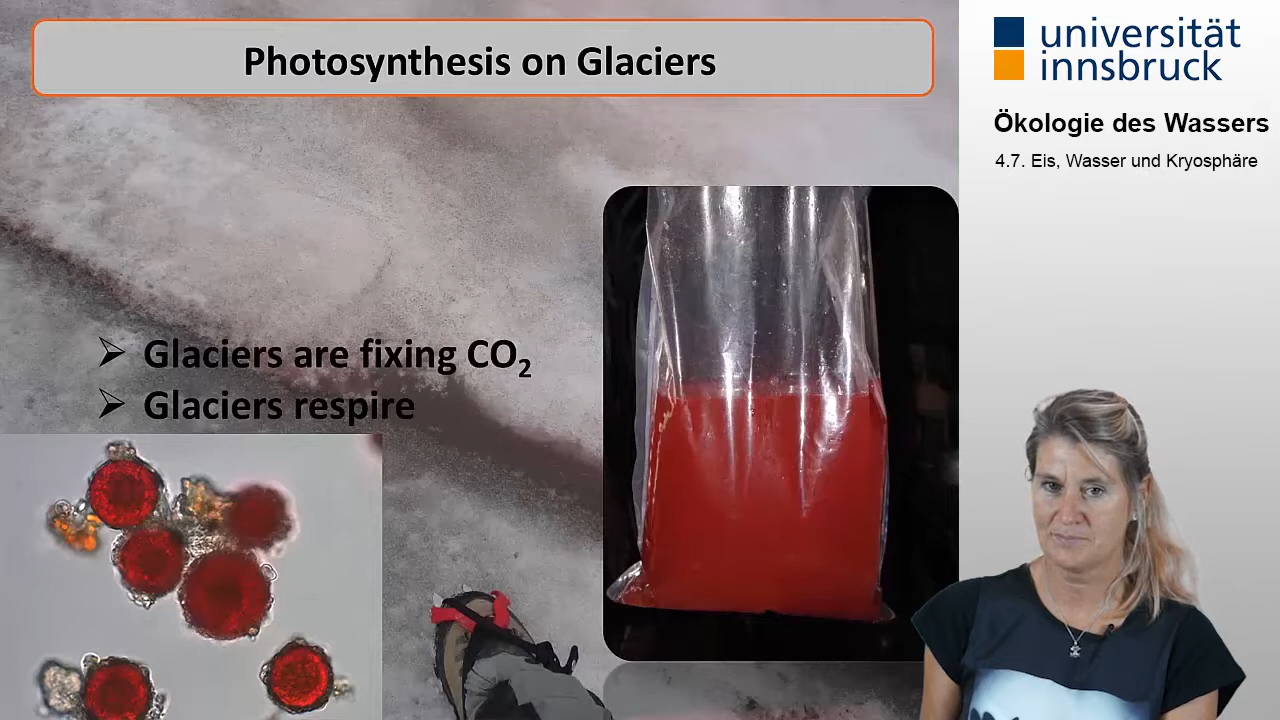 Photosynthesis on Glaciers
➢ Glaciers are fixing CO₂
➢ Glaciers respire
universität
innsbruck
Ökologie des Wassers
4.7. Eis, Wasser und Kryosphäre